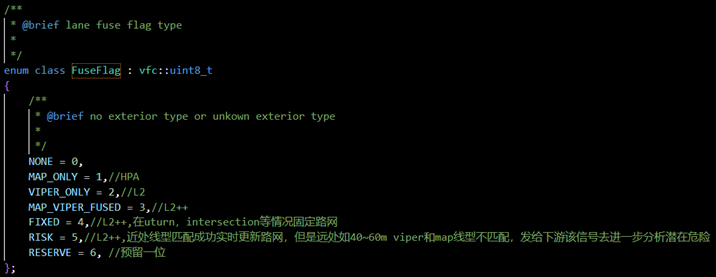 /**
 * @brief lane fuse flag type
 *
 */
enum class FuseFlag : vfc::uint8_t
{
    /**
     * @brief no exterior type or unkown exterior type
     *
     */
    NONE = 0,
    MAP_ONLY = 1,//HPA
    VIPER_ONLY = 2,//L2
    MAP_VIPER_FUSED = 3,//L2++
    FIXED = 4,//L2++,在uturn, intersection等情况固定路网
    RISK = 5,//L2++,近处线型匹配成功实时更新路网，但是远处如40~60m viper和map线型不匹配，发给下游该信号去进一步分析潜在危险
    RESERVE = 6, //预留一位
};